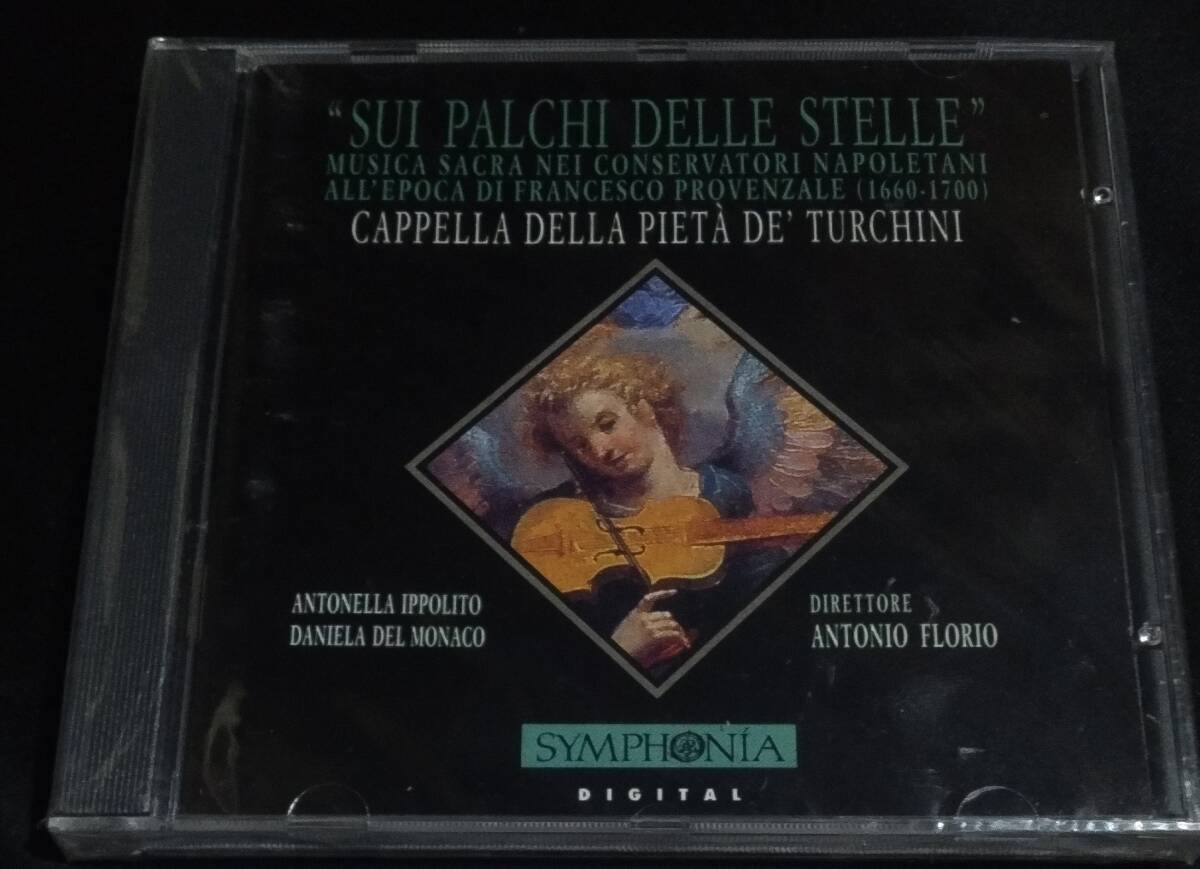 “SUI PALCHI DELLE STELLE”
MUSICA SACRA NEI CONSERVATORI NAPOLETANI
ALL'EPOCA DI FRANCESCO PROVENZALE (1660-1700)
CAPPELLA DELLA PIETÀ DE' TURCHINI
ANTONELLA IPPOLITO
DANIELA DEL MONACO
DIRETTORE
ANTONIO FLORIO
SYMPHONÍA
DIGITAL